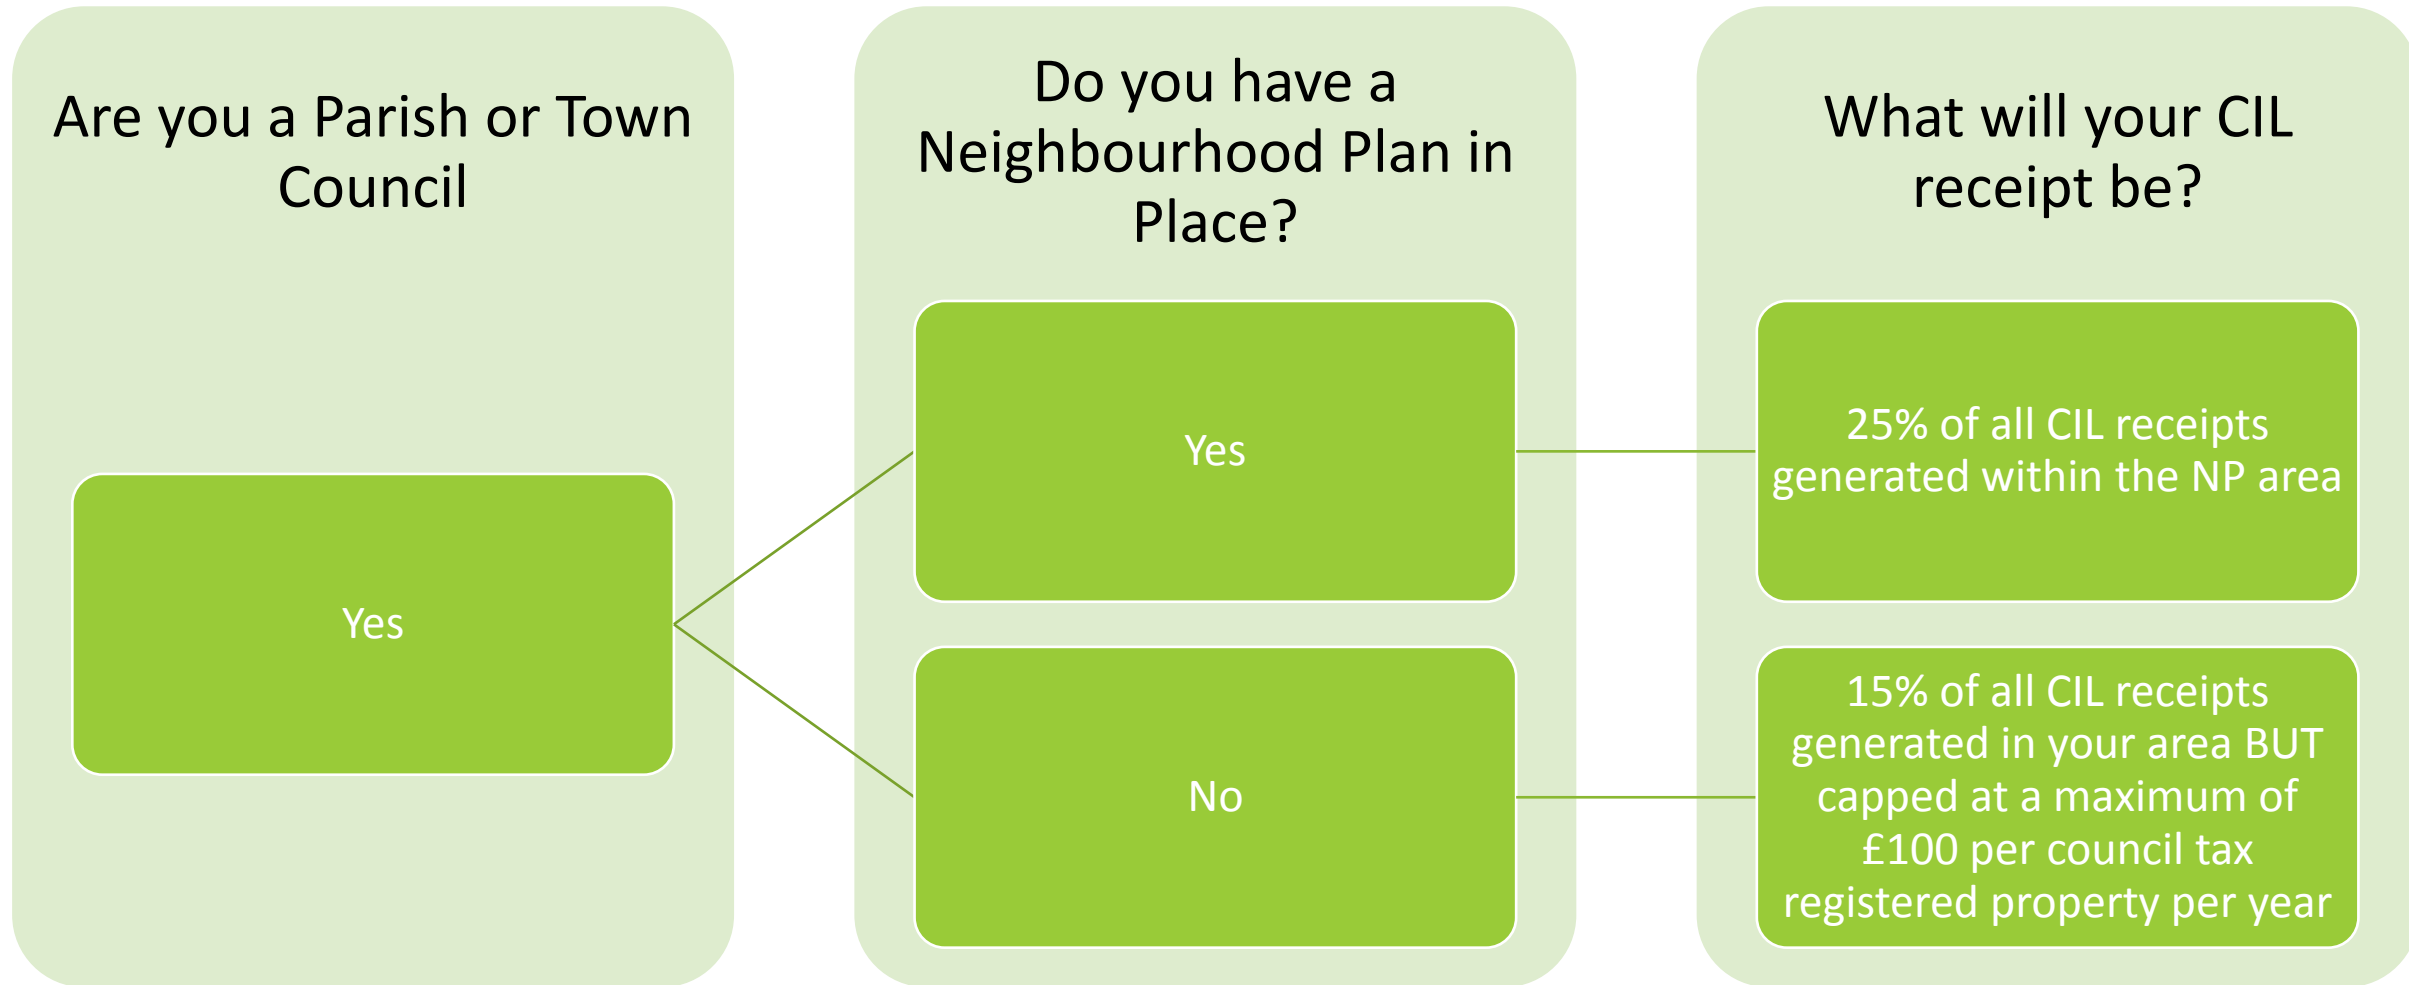 Are you a Parish or Town
Council
Yes
Do you have a
Neighbourhood Plan in
Place?
Yes
No
What will your CIL
receipt be?
25% of all CIL receipts
generated within the NP area
15% of all CIL receipts
generated in your area BUT
capped at a maximum of
£100 per council tax
registered property per year